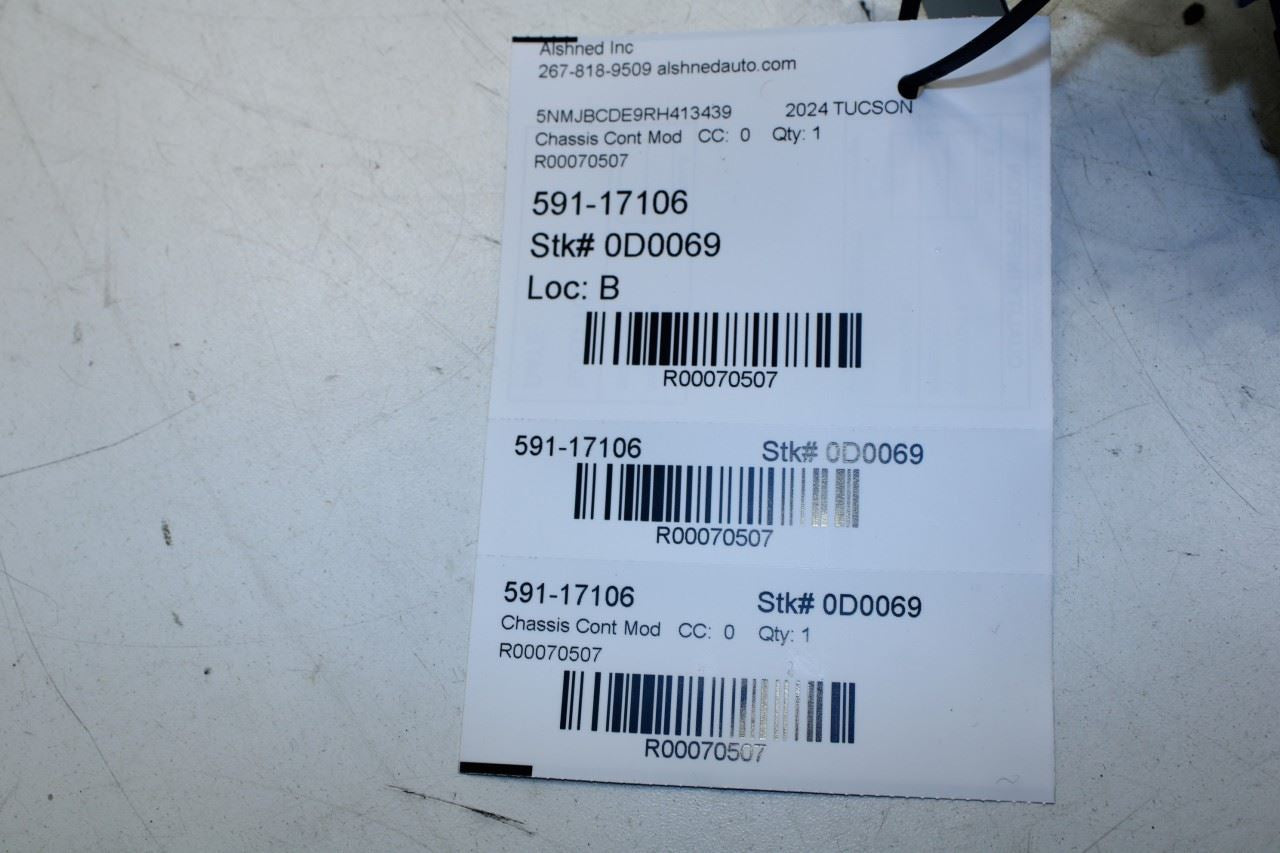 Alshned Inc
267-818-9509 alshnedauto.com
5NMJBCDE9RH413439 2024 TUCSON
Chassis Cont Mod CC: 0 Qty: 1
R00070507
591-17106
Stk# 0D0069
Loc: B
R00070507
591-17106 Stk# 0D0069
R00070507
591-17106 Stk# 0D0069
Chassis Cont Mod CC: 0 Qty: 1
R00070507
R00070507